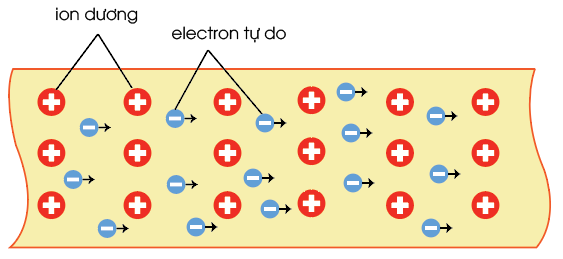 ion dương
electron tự do